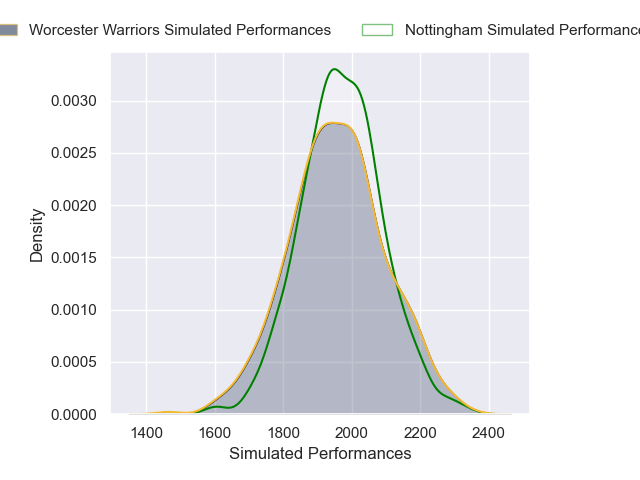 Worcester Warriors Simulated Performances
Nottingham Simulated Performance
0.0030
0.0025
0.0020
0.0015
0.0010
0.0005
0.0000
Density
1400 1600 1800 2000 2200 2400
Simulated Performances